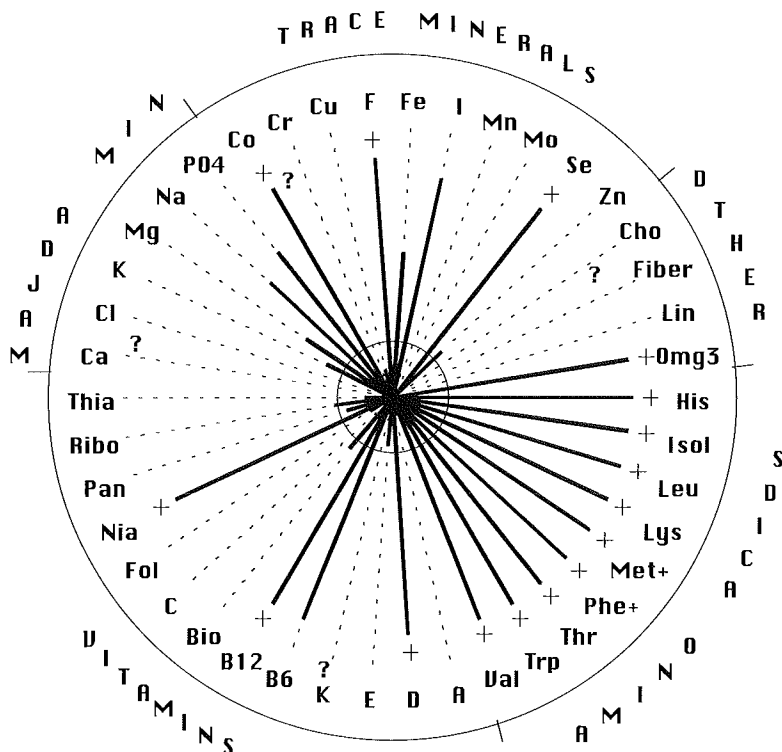 TRACE MINERALS
DTHER
AMINO ACIDS
VITAMINS
MAJDA MIN
F
Fe
I
Mn
Mo
Se
Zn
Cho
?
Fiber
Lin
Omg3
His
Isol
Leu
Lys
Met+
Phe+
Thr
Trp
Val
A
D
E
K
?
B6
B12
Bio
C
Fol
Nia
Pan
Ribo
Thia
Ca
?
Cl
K
Mg
Na
PO4
Co
?
Cr
Cu